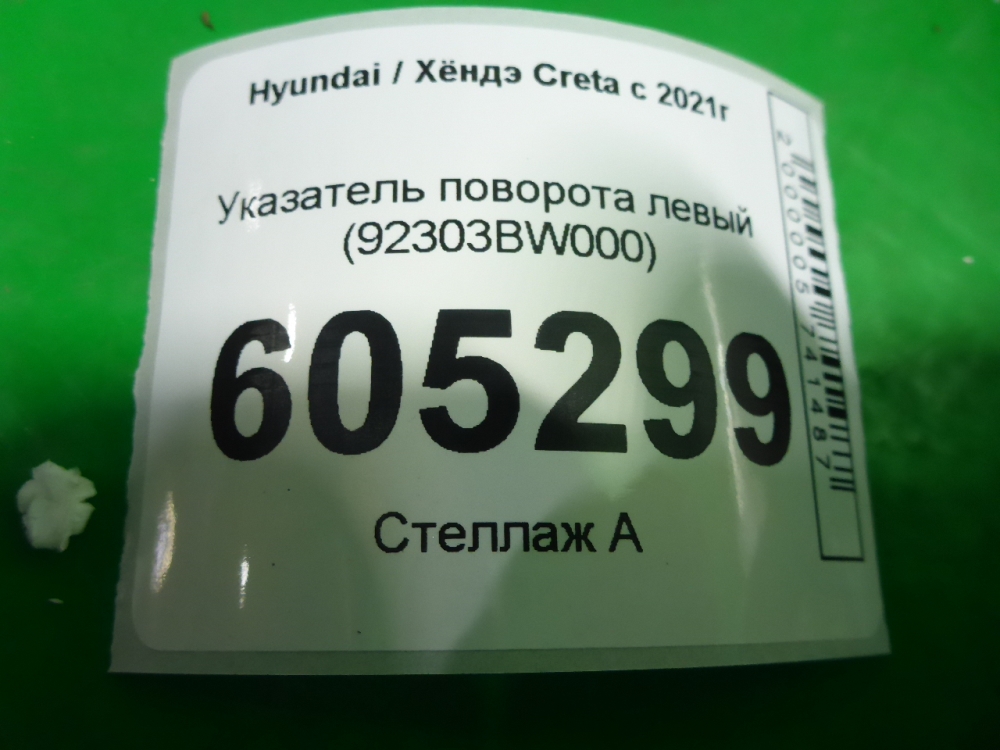 Hyundai / Хёндэ Creta с 2021г
Указатель поворота левый
(92303BW000)
605299
Стеллаж А
2000005741487